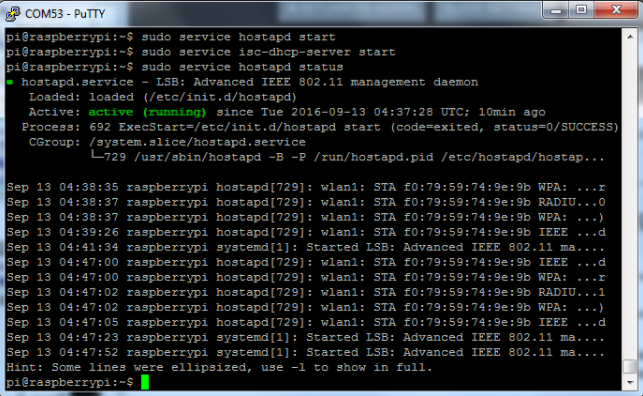 COM53 - PuTTY
pi@raspberrypi:~$ sudo service hostapd start
pi@raspberrypi:~$ sudo service isc-dhcp-server start
pi@raspberrypi:~$ sudo service hostapd status
● hostapd.service - LSB: Advanced IEEE 802.11 management daemon
Loaded: loaded (/etc/init.d/hostapd)
Active: active (running) since Tue 2016-09-13 04:37:28 UTC; 10min ago
Process: 692 ExecStart=/etc/init.d/hostapd start (code=exited, status=0/SUCCESS)
CGroup: /system.slice/hostapd.service
└─729 /usr/sbin/hostapd -B -P /run/hostapd.pid /etc/hostapd/hostap...
Sep 13 04:38:35 raspberrypi hostapd[729]: wlan1: STA f0:79:59:74:9e:9b WPA: ...r
Sep 13 04:38:37 raspberrypi hostapd[729]: wlan1: STA f0:79:59:74:9e:9b RADIU...0
Sep 13 04:38:37 raspberrypi hostapd[729]: wlan1: STA f0:79:59:74:9e:9b WPA: ...)
Sep 13 04:39:26 raspberrypi hostapd[729]: wlan1: STA f0:79:59:74:9e:9b IEEE ...d
Sep 13 04:41:34 raspberrypi systemd[1]: Started LSB: Advanced IEEE 802.11 ma....
Sep 13 04:47:00 raspberrypi hostapd[729]: wlan1: STA f0:79:59:74:9e:9b IEEE ...d
Sep 13 04:47:00 raspberrypi hostapd[729]: wlan1: STA f0:79:59:74:9e:9b WPA: ...r
Sep 13 04:47:02 raspberrypi hostapd[729]: wlan1: STA f0:79:59:74:9e:9b RADIU...1
Sep 13 04:47:02 raspberrypi hostapd[729]: wlan1: STA f0:79:59:74:9e:9b WPA: ...)
Sep 13 04:47:05 raspberrypi hostapd[729]: wlan1: STA f0:79:59:74:9e:9b IEEE ...d
Sep 13 04:47:23 raspberrypi systemd[1]: Started LSB: Advanced IEEE 802.11 ma....
Sep 13 04:47:52 raspberrypi systemd[1]: Started LSB: Advanced IEEE 802.11 ma....
Hint: Some lines were ellipsized, use -l to show in full.
pi@raspberrypi:~$